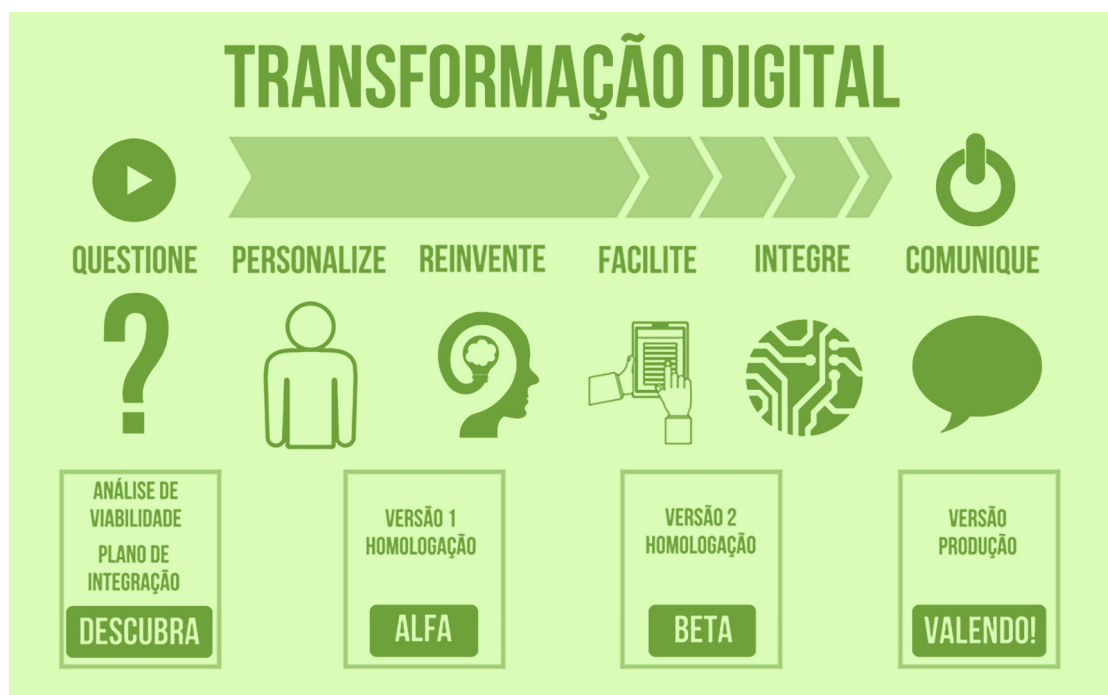 TRANSFORMAÇÃO DIGITAL
QUESTIONE
PERSONALIZE
REINVENTE
FACILITE
INTEGRE
COMUNIQUE
?
ANÁLISE DE
VIABILIDADE
PLANO DE
INTEGRAÇÃO
DESCUBRA
VERSÃO 1
HOMOLOGAÇÃO
ALFA
VERSÃO 2
HOMOLOGAÇÃO
BETA
VERSÃO
PRODUÇÃO
VALENDO!